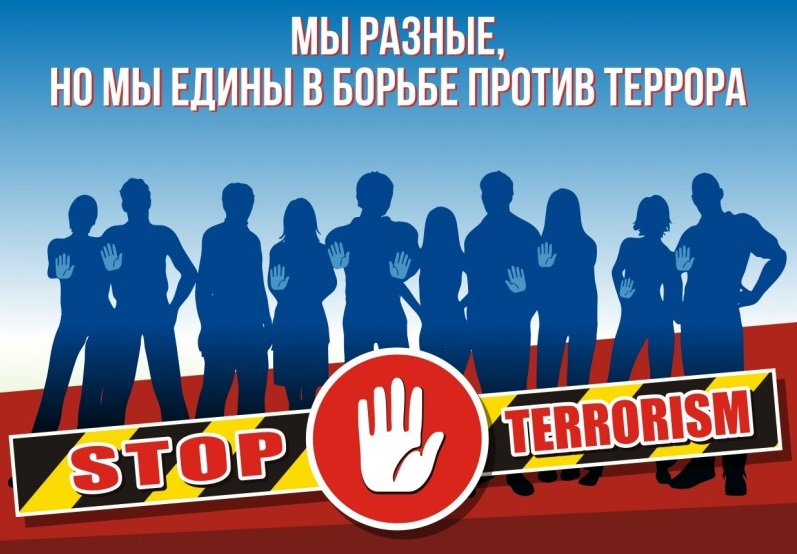 МЫ РАЗНЫЕ,
НО МЫ ЕДИНЫ В БОРЬБЕ ПРОТИВ ТЕРРОРА
STOP TERRORISM